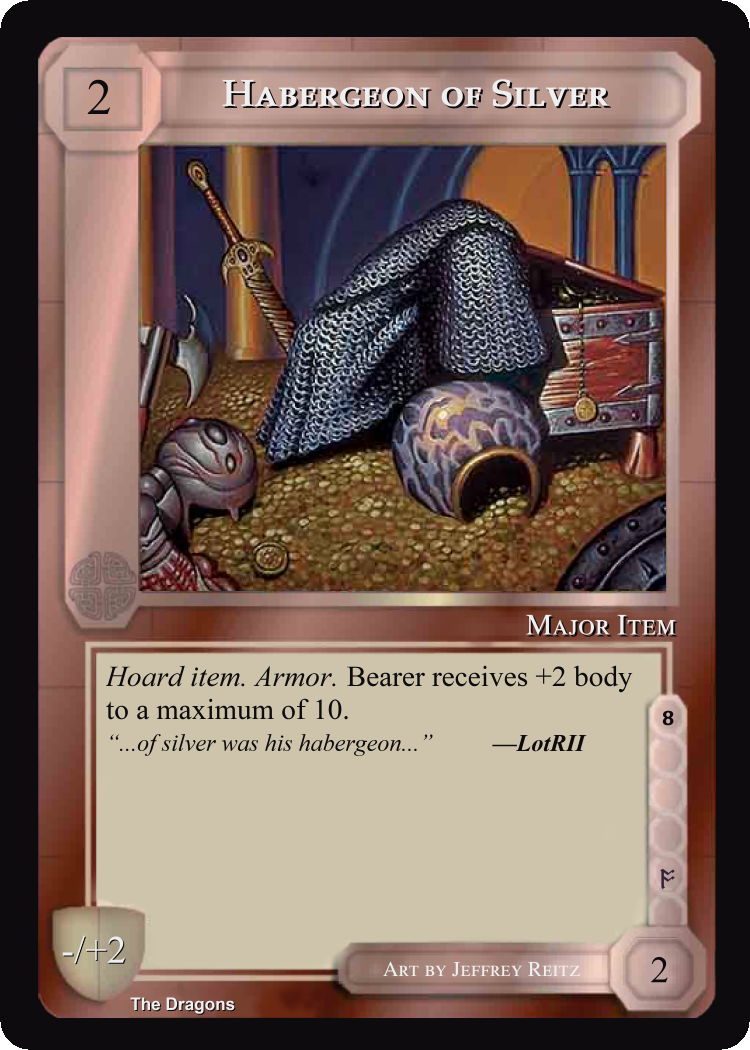 2
Habergeon of Silver
Major Item
Hoard item. Armor. Bearer receives +2 body
to a maximum of 10.
“...of silver was his habergeon...” —LotRII
8
ᚩ
-/+2
Art by Jeffrey Reitz
2
The Dragons